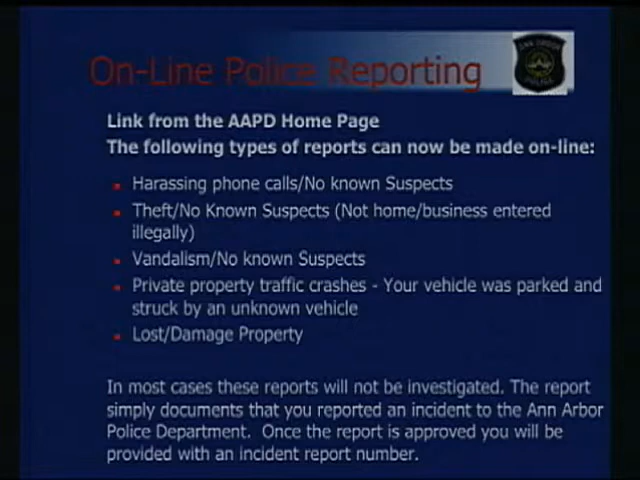 On-Line Police Reporting
ANN ARBOR
POLICE
Link from the AAPD Home Page
The following types of reports can now be made on-line:
Harassing phone calls/No known Suspects
Theft/No Known Suspects (Not home/business entered
illegally)
Vandalism/No known Suspects
Private property traffic crashes - Your vehicle was parked and
struck by an unknown vehicle
Lost/Damage Property
In most cases these reports will not be investigated. The report
simply documents that you reported an incident to the Ann Arbor
Police Department. Once the report is approved you will be
provided with an incident report number.